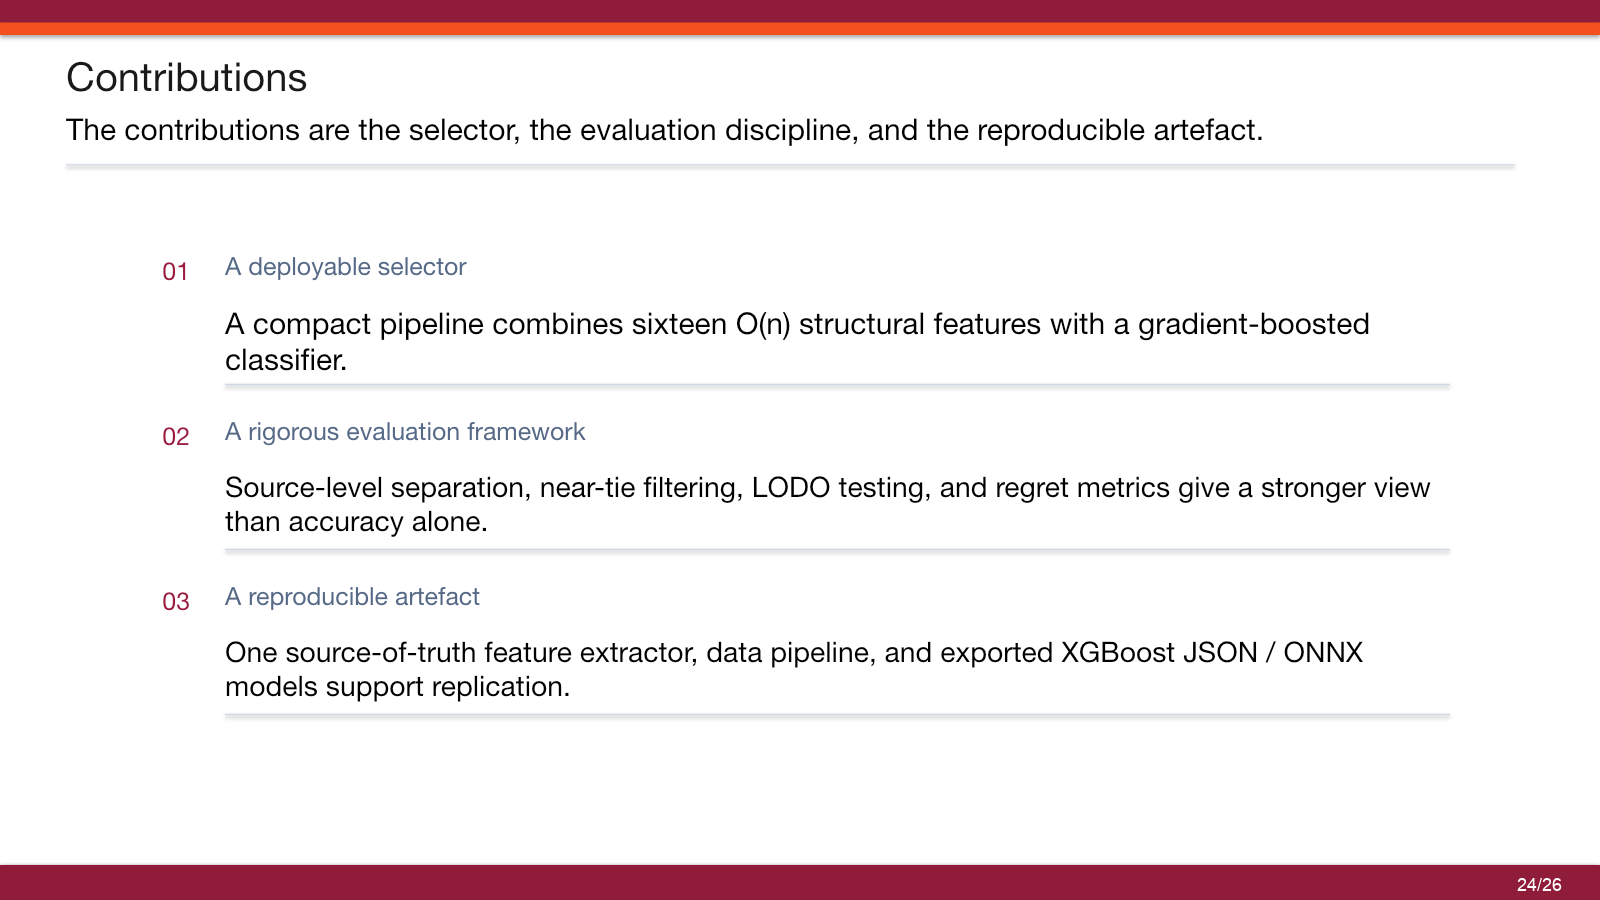 Contributions
The contributions are the selector, the evaluation discipline, and the reproducible artefact.
01
A deployable selector
A compact pipeline combines sixteen O(n) structural features with a gradient-boosted
classifier.
02
A rigorous evaluation framework
Source-level separation, near-tie filtering, LODO testing, and regret metrics give a stronger view
than accuracy alone.
03
A reproducible artefact
One source-of-truth feature extractor, data pipeline, and exported XGBoost JSON / ONNX
models support replication.
24/26